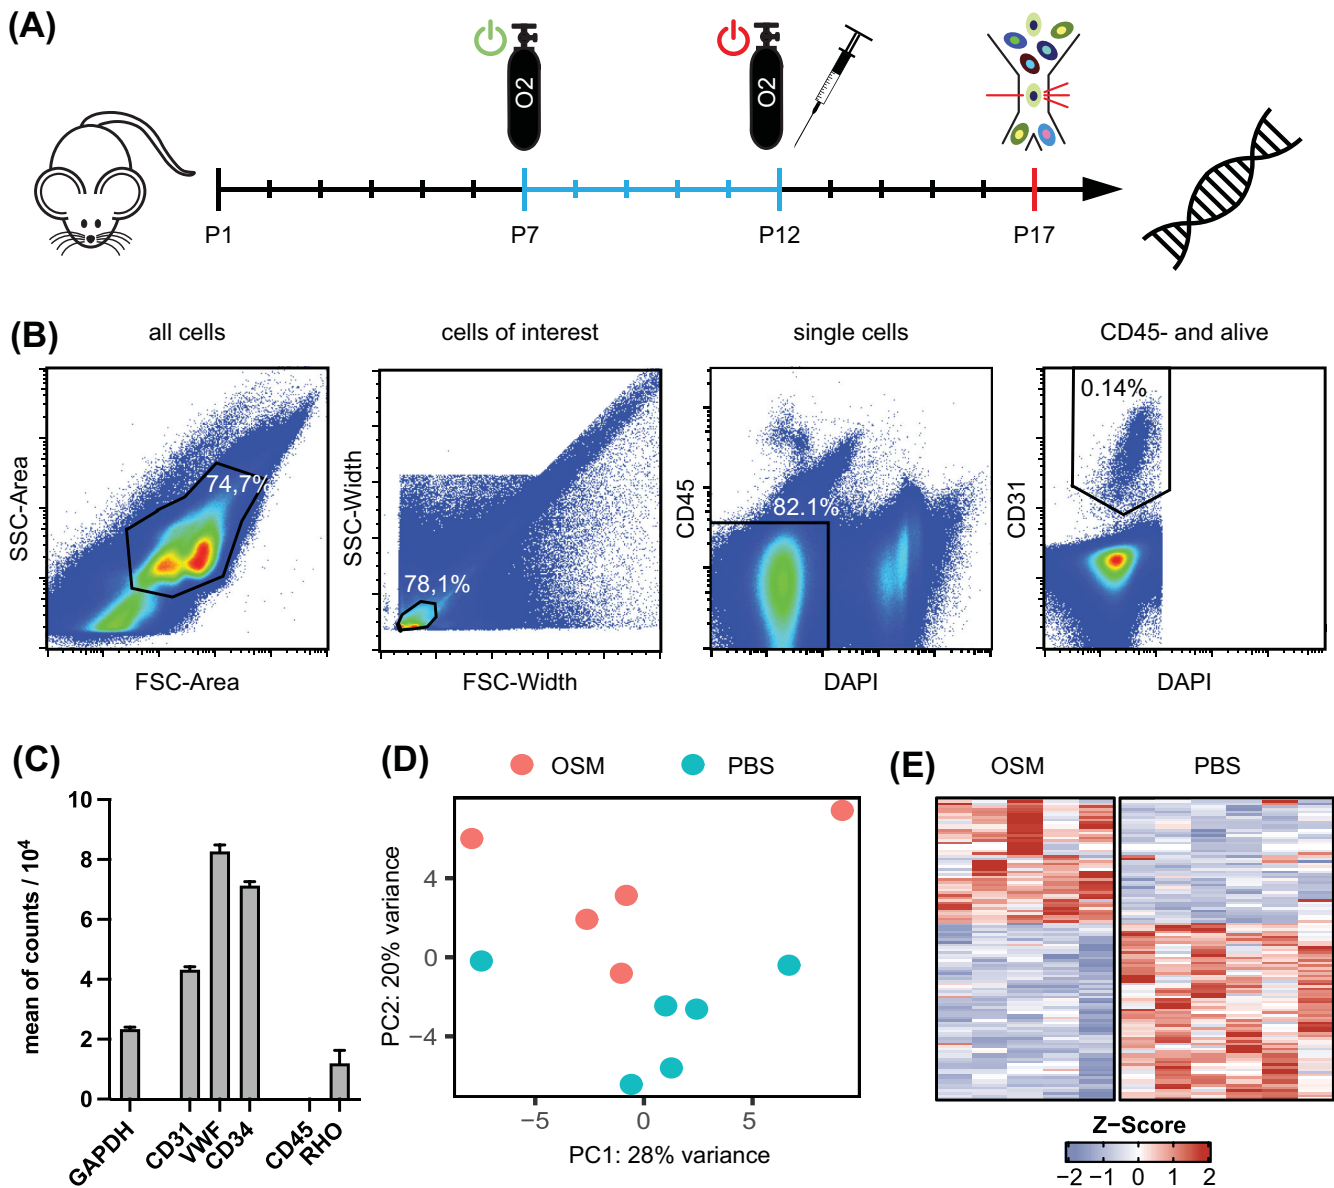 (A)
O2
O2
P1
P7
P12
P17
(B)
all cells
cells of interest
single cells
CD45- and alive
SSC-Area
74,7%
FSC-Area
SSC-Width
78,1%
FSC-Width
CD45
82.1%
DAPI
CD31
0.14%
DAPI
(C)
mean of counts / 10⁴
10
8
6
4
2
0
GAPDH
CD31
VWF
CD34
CD45
RHO
(D)
OSM
PBS
PC2: 20% variance
4
0
−4
−5
0
5
PC1: 28% variance
(E)
OSM
PBS
Z−Score
−2 −1 0 1 2